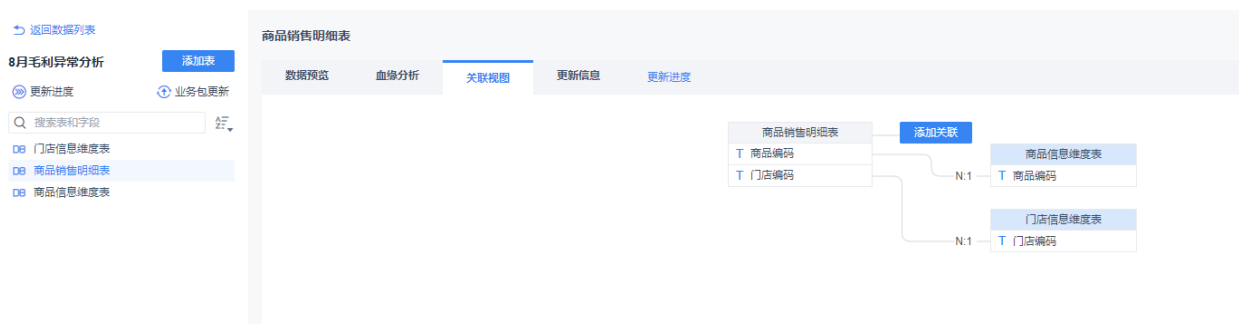 返回数据列表
8月毛利异常分析
添加表
更新进度
业务包更新
搜索表和字段
DB 门店信息维度表
DB 商品销售明细表
DB 商品信息维度表
商品销售明细表
数据预览 血缘分析 关联视图 更新信息 更新进度
商品销售明细表
T 商品编码
T 门店编码
添加关联
商品信息维度表
N:1 T 商品编码
门店信息维度表
N:1 T 门店编码